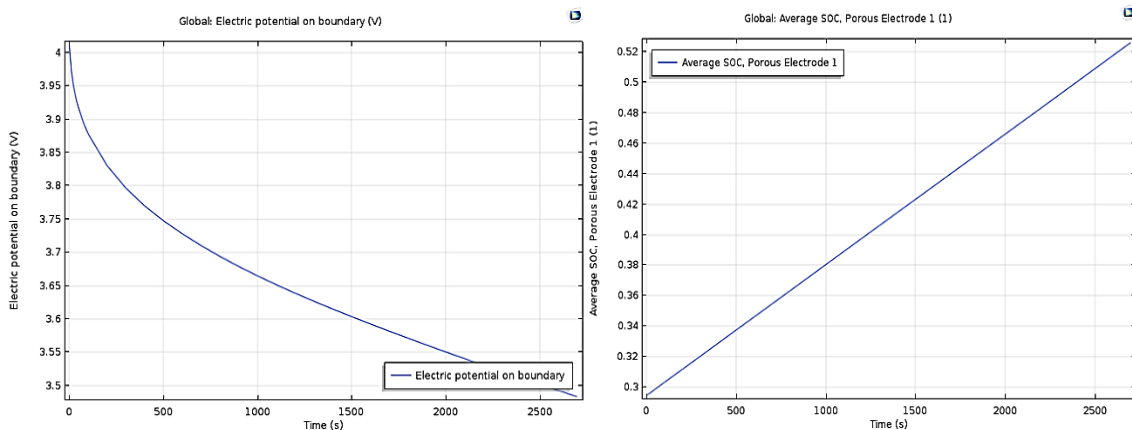 Global: Electric potential on boundary (V)
Electric potential on boundary (V)
4
3.95
3.9
3.85
3.8
3.75
3.7
3.65
3.6
3.55
3.5
Electric potential on boundary
0 500 1000 1500 2000 2500
Time (s)
Global: Average SOC, Porous Electrode 1 (1)
Average SOC, Porous Electrode 1 (1)
0.52
0.5
0.48
0.46
0.44
0.42
0.4
0.38
0.36
0.34
0.32
0.3
Average SOC, Porous Electrode 1
0 500 1000 1500 2000 2500
Time (s)